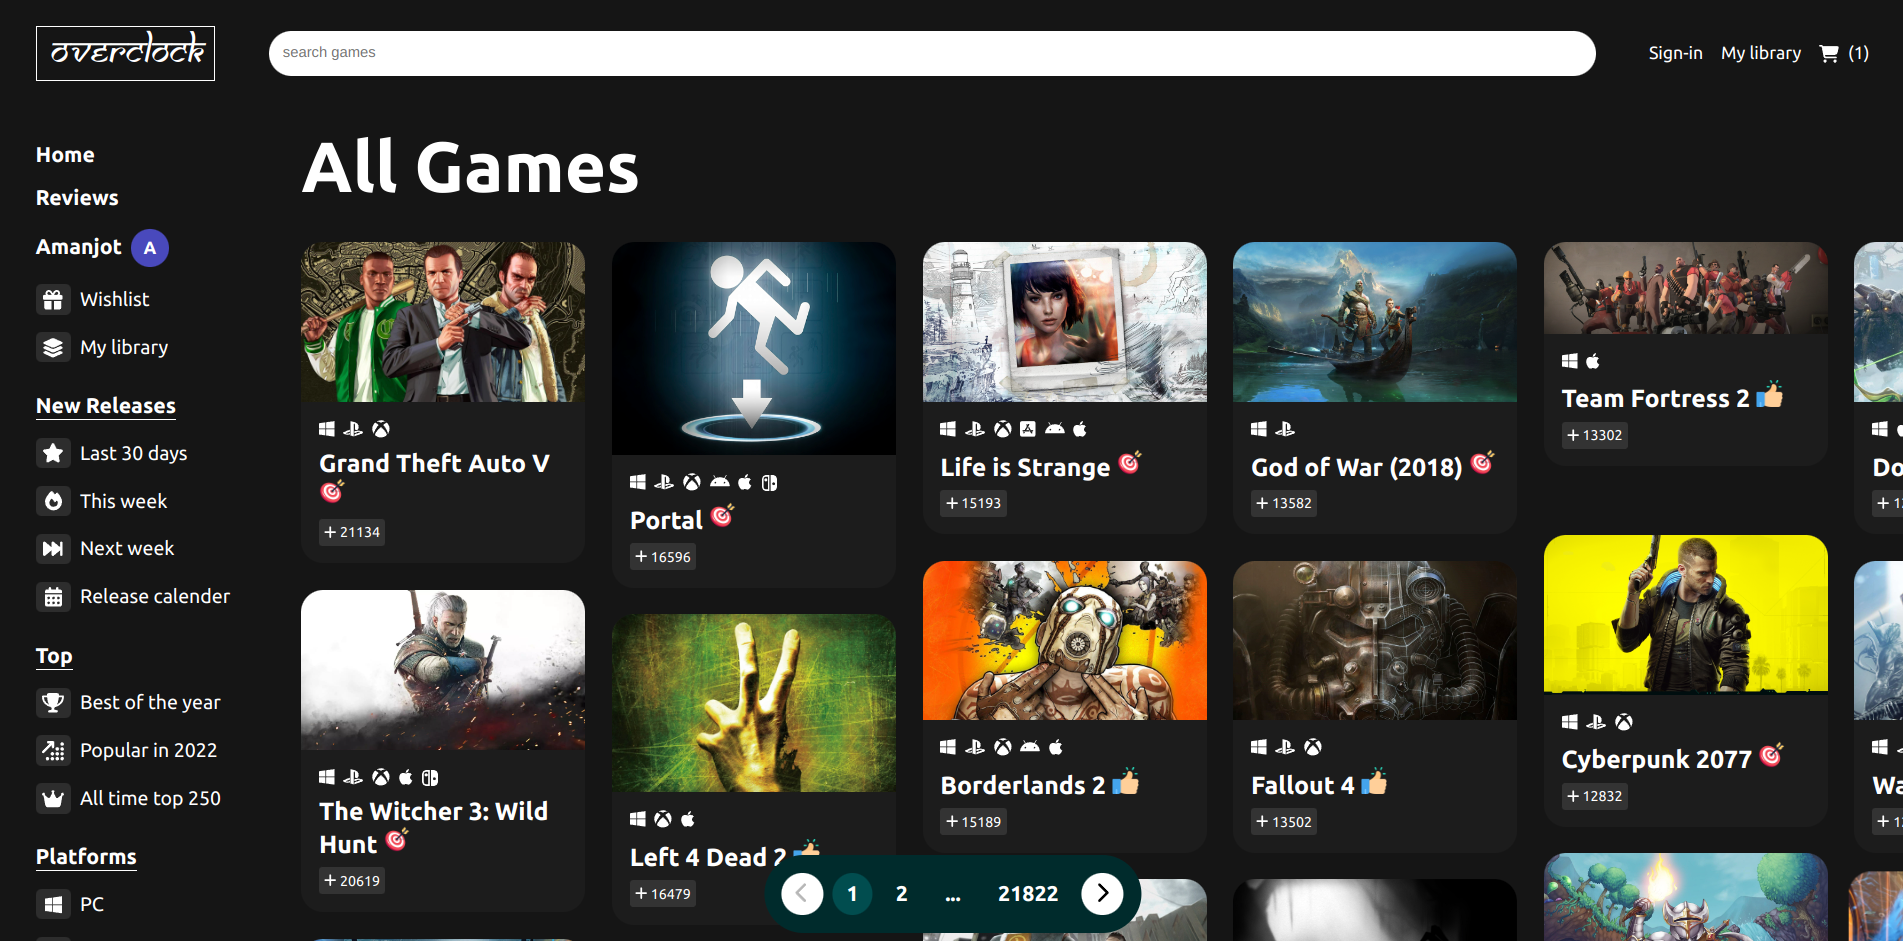 overclock
search games
Sign-in
My library
(1)
Home
Reviews
Amanjot
A
Wishlist
My library
New Releases
Last 30 days
This week
Next week
Release calender
Top
Best of the year
Popular in 2022
All time top 250
Platforms
PC
All Games
Grand Theft Auto V
+ 21134
The Witcher 3: Wild
Hunt
+ 20619
Portal
+ 16596
Left 4 Dead 2
+ 16479
Life is Strange
+ 15193
Borderlands 2
+ 15189
God of War (2018)
+ 13582
Fallout 4
+ 13502
Team Fortress 2
+ 13302
Cyberpunk 2077
+ 12832
1
2
...
21822